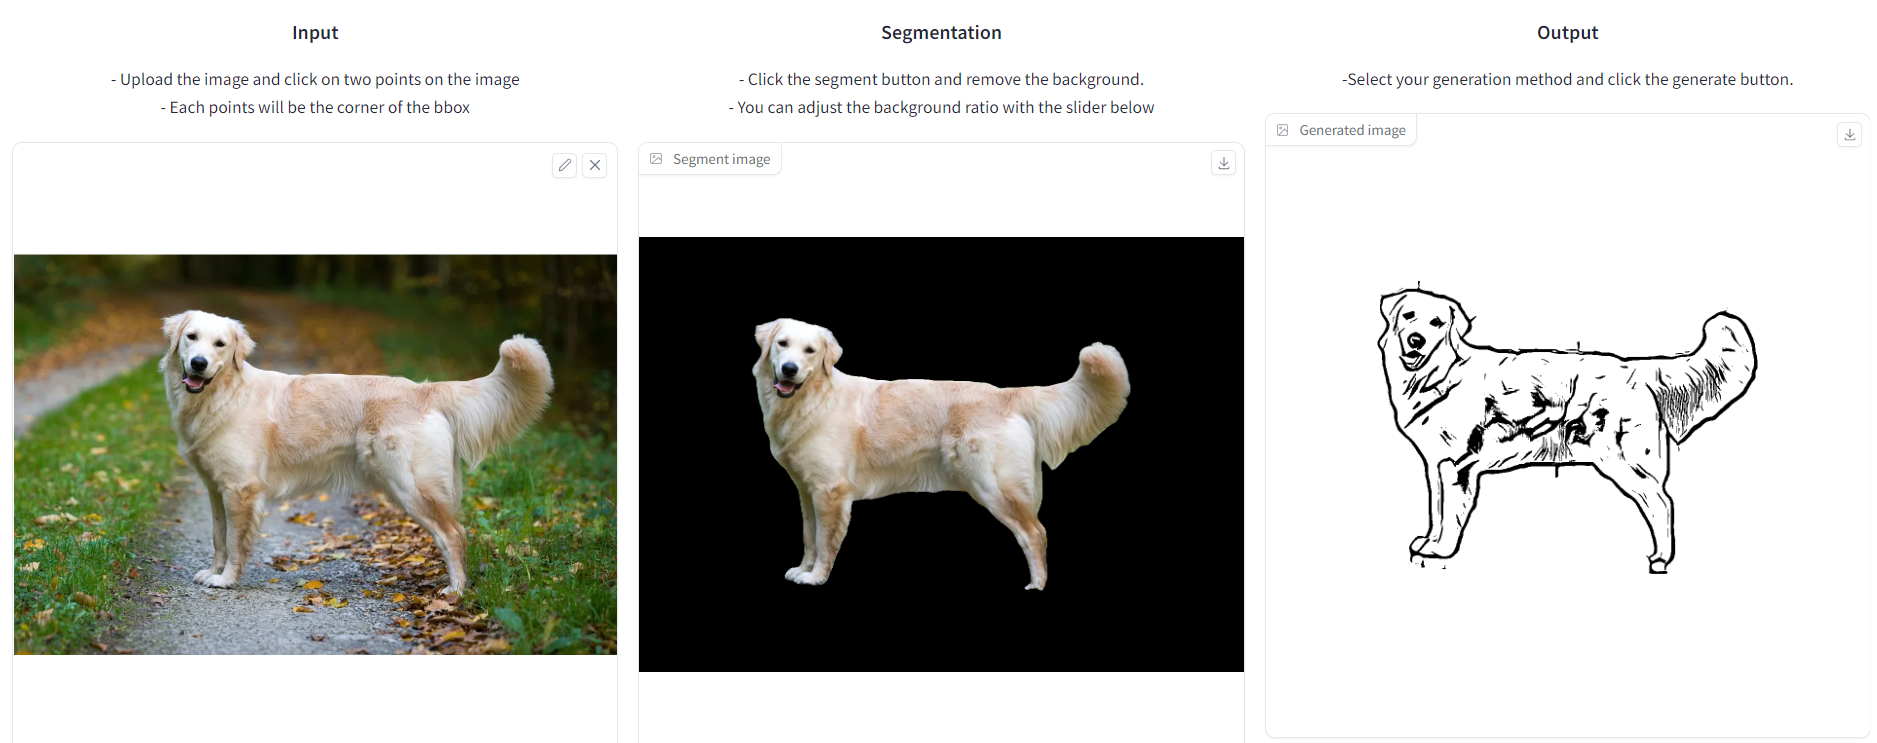 Input
- Upload the image and click on two points on the image
- Each points will be the corner of the bbox
Segmentation
- Click the segment button and remove the background.
- You can adjust the background ratio with the slider below
Segment image
Output
-Select your generation method and click the generate button.
Generated image